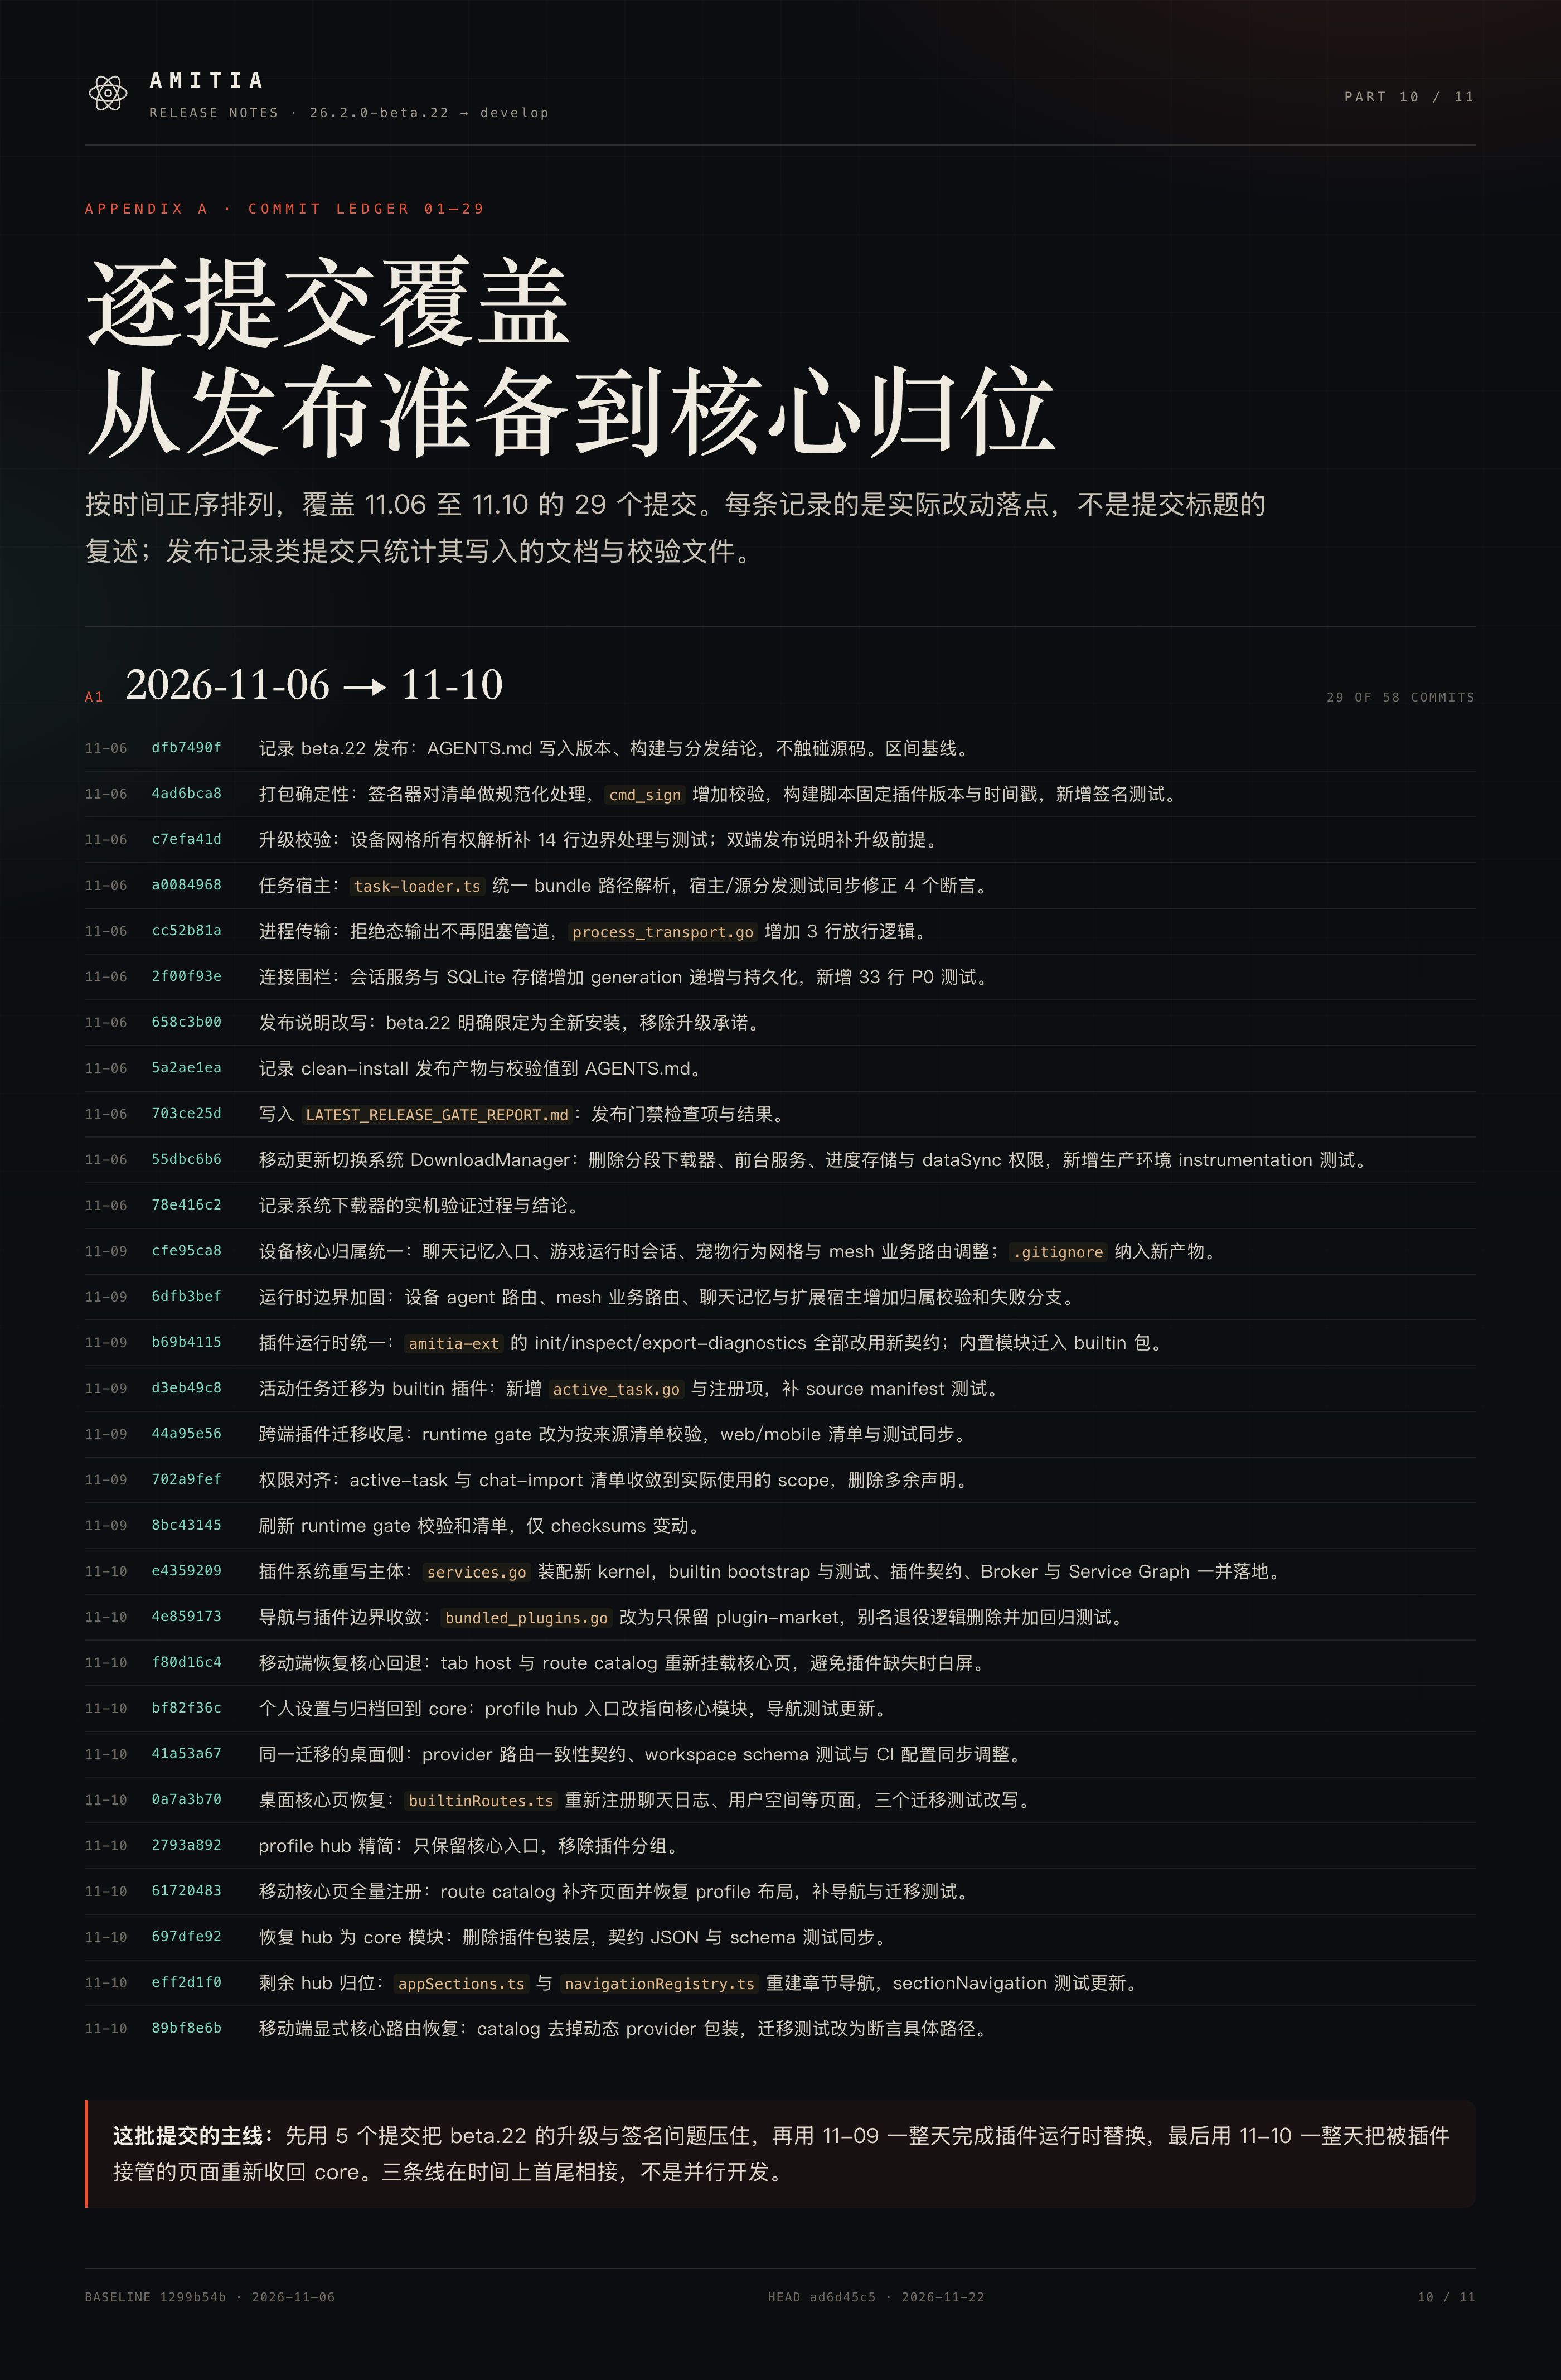 AMITIA
RELEASE NOTES · 26.2.0-beta.22 → develop
PART 10 / 11
APPENDIX A · COMMIT LEDGER 01—29
逐提交覆盖
从发布准备到核心归位
按时间正序排列，覆盖 11.06 至 11.10 的 29 个提交。每条记录的是实际改动落点，不是提交标题的
复述；发布记录类提交只统计其写入的文档与校验文件。
A1 2026-11-06 → 11-10 29 OF 58 COMMITS
11-06 dfb7490f 记录 beta.22 发布：AGENTS.md 写入版本、构建与分发结论，不触碰源码。区间基线。
11-06 4ad6bca8 打包确定性：签名器对清单做规范化处理，cmd_sign 增加校验，构建脚本固定插件版本与时间戳，新增签名测试。
11-06 c7efa41d 升级校验：设备网格所有权解析补 14 行边界处理与测试；双端发布说明补升级前提。
11-06 a0084968 任务宿主：task-loader.ts 统一 bundle 路径解析，宿主/源分发测试同步修正 4 个断言。
11-06 cc52b81a 进程传输：拒绝态输出不再阻塞管道，process_transport.go 增加 3 行放行逻辑。
11-06 2f00f93e 连接围栏：会话服务与 SQLite 存储增加 generation 递增与持久化，新增 33 行 P0 测试。
11-06 658c3b00 发布说明改写：beta.22 明确限定为全新安装，移除升级承诺。
11-06 5a2ae1ea 记录 clean-install 发布产物与校验值到 AGENTS.md。
11-06 703ce25d 写入 LATEST_RELEASE_GATE_REPORT.md：发布门禁检查项与结果。
11-06 55dbc6b6 移动更新切换系统 DownloadManager：删除分段下载器、前台服务、进度存储与 dataSync 权限，新增生产环境 instrumentation 测试。
11-06 78e416c2 记录系统下载器的实机验证过程与结论。
11-09 cfe95ca8 设备核心归属统一：聊天记忆入口、游戏运行时会话、宠物行为网格与 mesh 业务路由调整；.gitignore 纳入新产物。
11-09 6dfb3bef 运行时边界加固：设备 agent 路由、mesh 业务路由、聊天记忆与扩展宿主增加归属校验和失败分支。
11-09 b69b4115 插件运行时统一：amitia-ext 的 init/inspect/export-diagnostics 全部改用新契约；内置模块迁入 builtin 包。
11-09 d3eb49c8 活动任务迁移为 builtin 插件：新增 active_task.go 与注册项，补 source manifest 测试。
11-09 44a95e56 跨端插件迁移收尾：runtime gate 改为按来源清单校验，web/mobile 清单与测试同步。
11-09 702a9fef 权限对齐：active-task 与 chat-import 清单收敛到实际使用的 scope，删除多余声明。
11-09 8bc43145 刷新 runtime gate 校验和清单，仅 checksums 变动。
11-10 e4359209 插件系统重写主体：services.go 装配新 kernel，builtin bootstrap 与测试、插件契约、Broker 与 Service Graph 一并落地。
11-10 4e859173 导航与插件边界收敛：bundled_plugins.go 改为只保留 plugin-market，别名退役逻辑删除并加回归测试。
11-10 f80d16c4 移动端恢复核心回退：tab host 与 route catalog 重新挂载核心页，避免插件缺失时白屏。
11-10 bf82f36c 个人设置与归档回到 core：profile hub 入口改指向核心模块，导航测试更新。
11-10 41a53a67 同一迁移的桌面侧：provider 路由一致性契约、workspace schema 测试与 CI 配置同步调整。
11-10 0a7a3b70 桌面核心页恢复：builtinRoutes.ts 重新注册聊天日志、用户空间等页面，三个迁移测试改写。
11-10 2793a892 profile hub 精简：只保留核心入口，移除插件分组。
11-10 61720483 移动核心页全量注册：route catalog 补齐页面并恢复 profile 布局，补导航与迁移测试。
11-10 697dfe92 恢复 hub 为 core 模块：删除插件包装层，契约 JSON 与 schema 测试同步。
11-10 eff2d1f0 剩余 hub 归位：appSections.ts 与 navigationRegistry.ts 重建章节导航，sectionNavigation 测试更新。
11-10 89bf8e6b 移动端显式核心路由恢复：catalog 去掉动态 provider 包装，迁移测试改为断言具体路径。
这批提交的主线：先用 5 个提交把 beta.22 的升级与签名问题压住，再用 11-09 一整天完成插件运行时替换，最后用 11-10 一整天把被插件
接管的页面重新收回 core。三条线在时间上首尾相接，不是并行开发。
BASELINE 1299b54b · 2026-11-06
HEAD ad6d45c5 · 2026-11-22
10 / 11